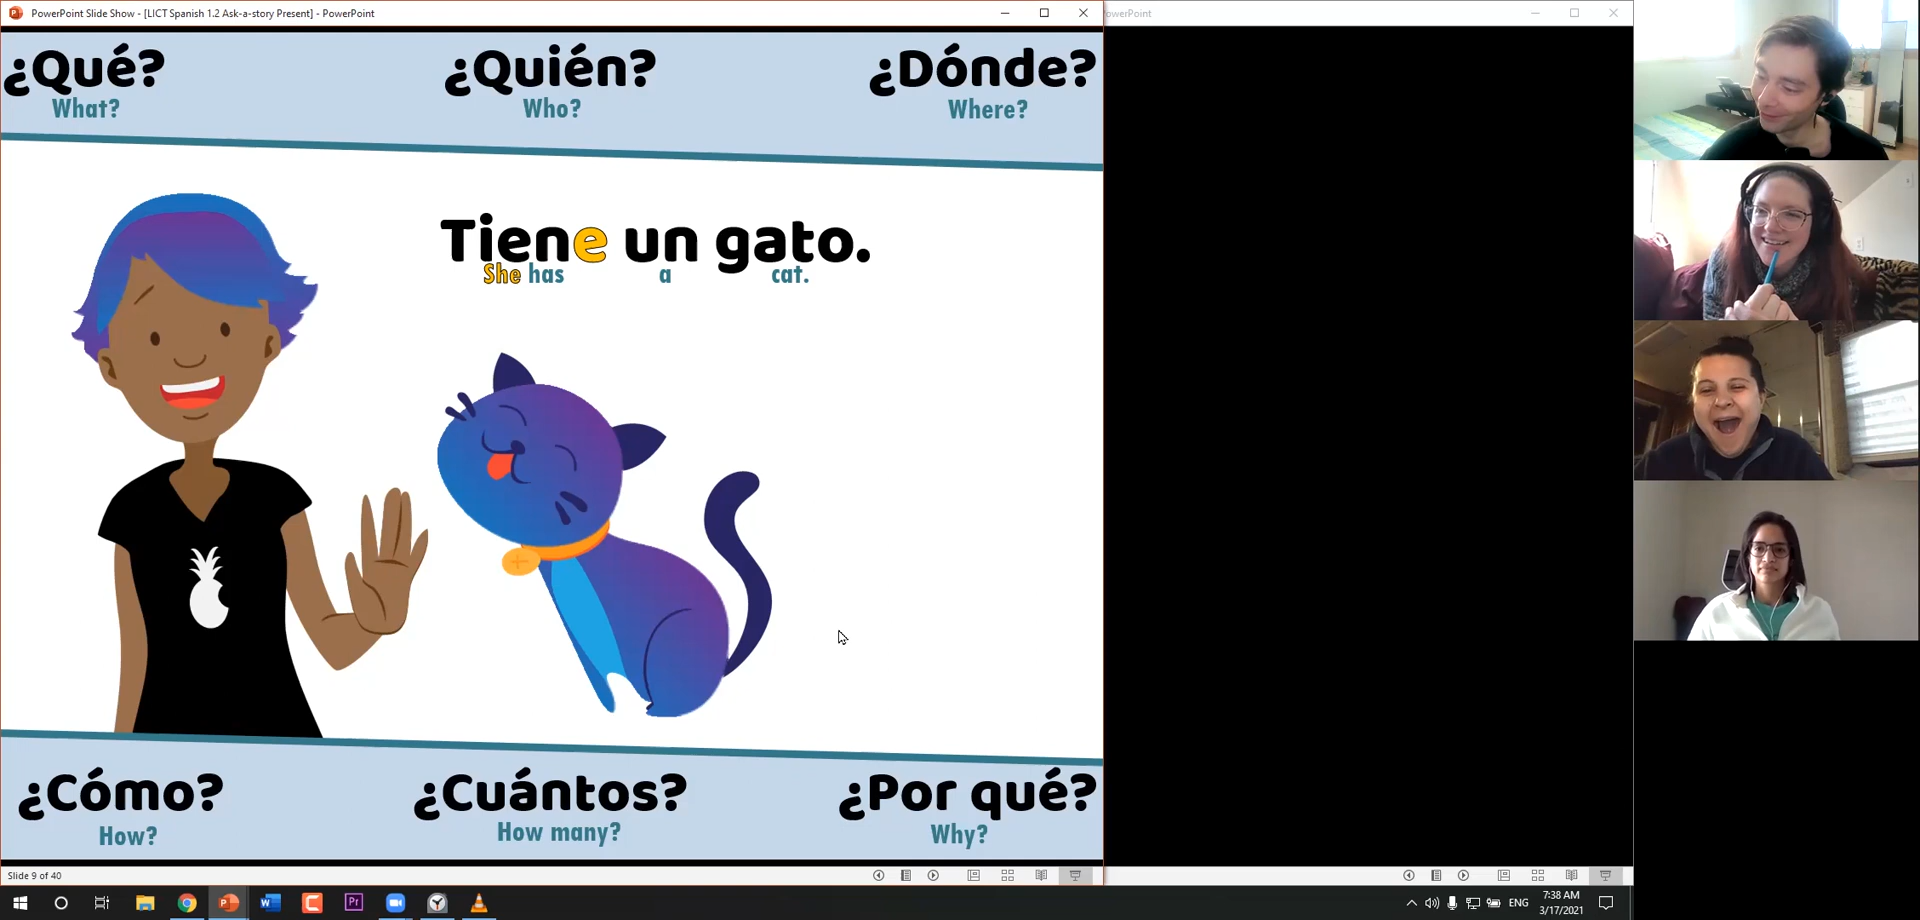 PowerPoint Slide Show - [LICT Spanish 1.2 Ask-a-story Present] - PowerPoint
PowerPoint
¿Qué? ¿Quién? ¿Dónde?
What? Who? Where?
Tiene un gato.
She has a cat.
¿Cómo? ¿Cuántos? ¿Por qué?
How? How many? Why?
Slide 9 of 40
ENG
7:38 AM
3/17/2021